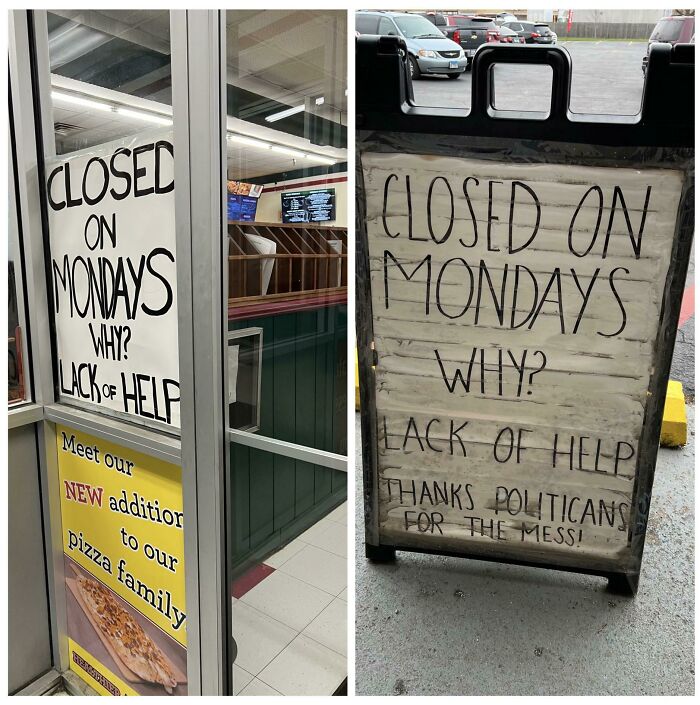 CLOSED
ON
MONDAYS
WHY?
LACK OF HELP
Meet our
NEW addition
to our
pizza family
CLOSED ON
MONDAYS
WHY?
LACK OF HELP
THANKS POLITICANS
FOR THE MESS!